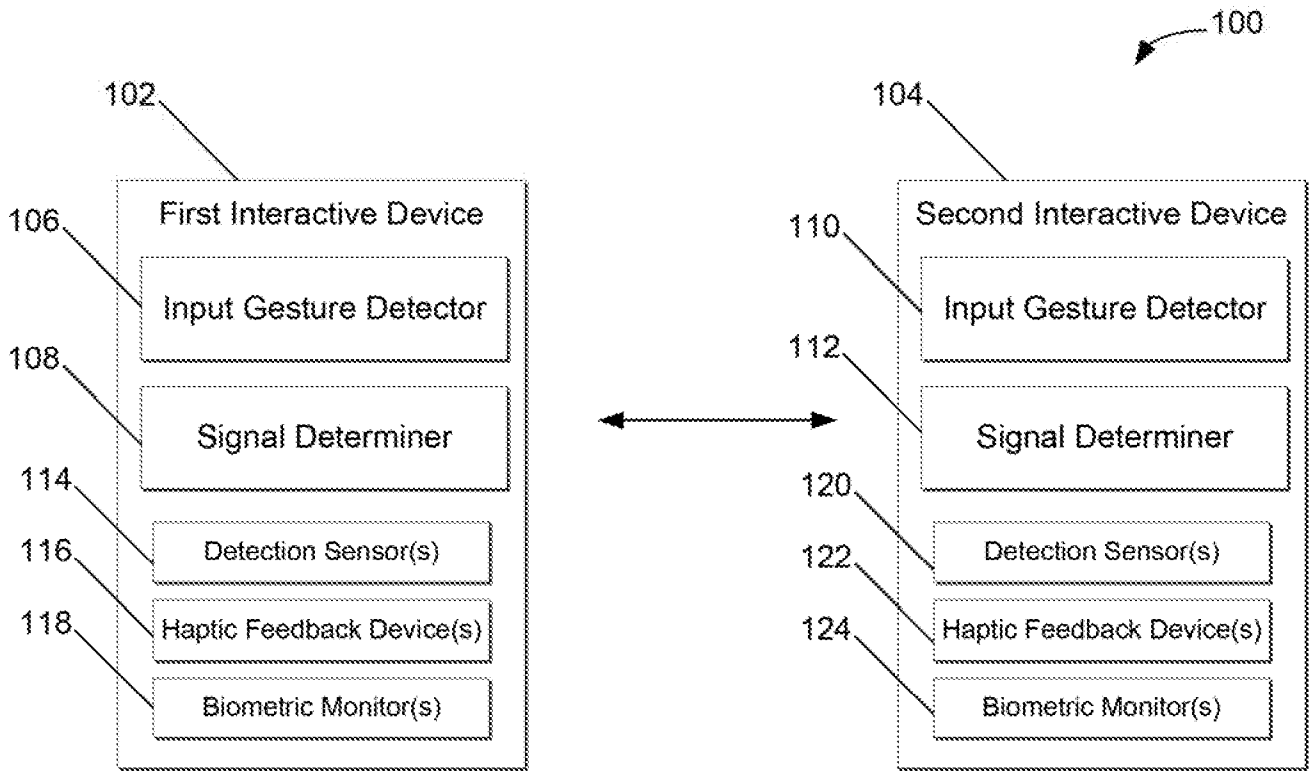 100
102
104
First Interactive Device
Second Interactive Device
106
110
Input Gesture Detector
Input Gesture Detector
108
112
Signal Determiner
Signal Determiner
114
120
Detection Sensor(s)
Detection Sensor(s)
116
122
Haptic Feedback Device(s)
Haptic Feedback Device(s)
118
124
Biometric Monitor(s)
Biometric Monitor(s)